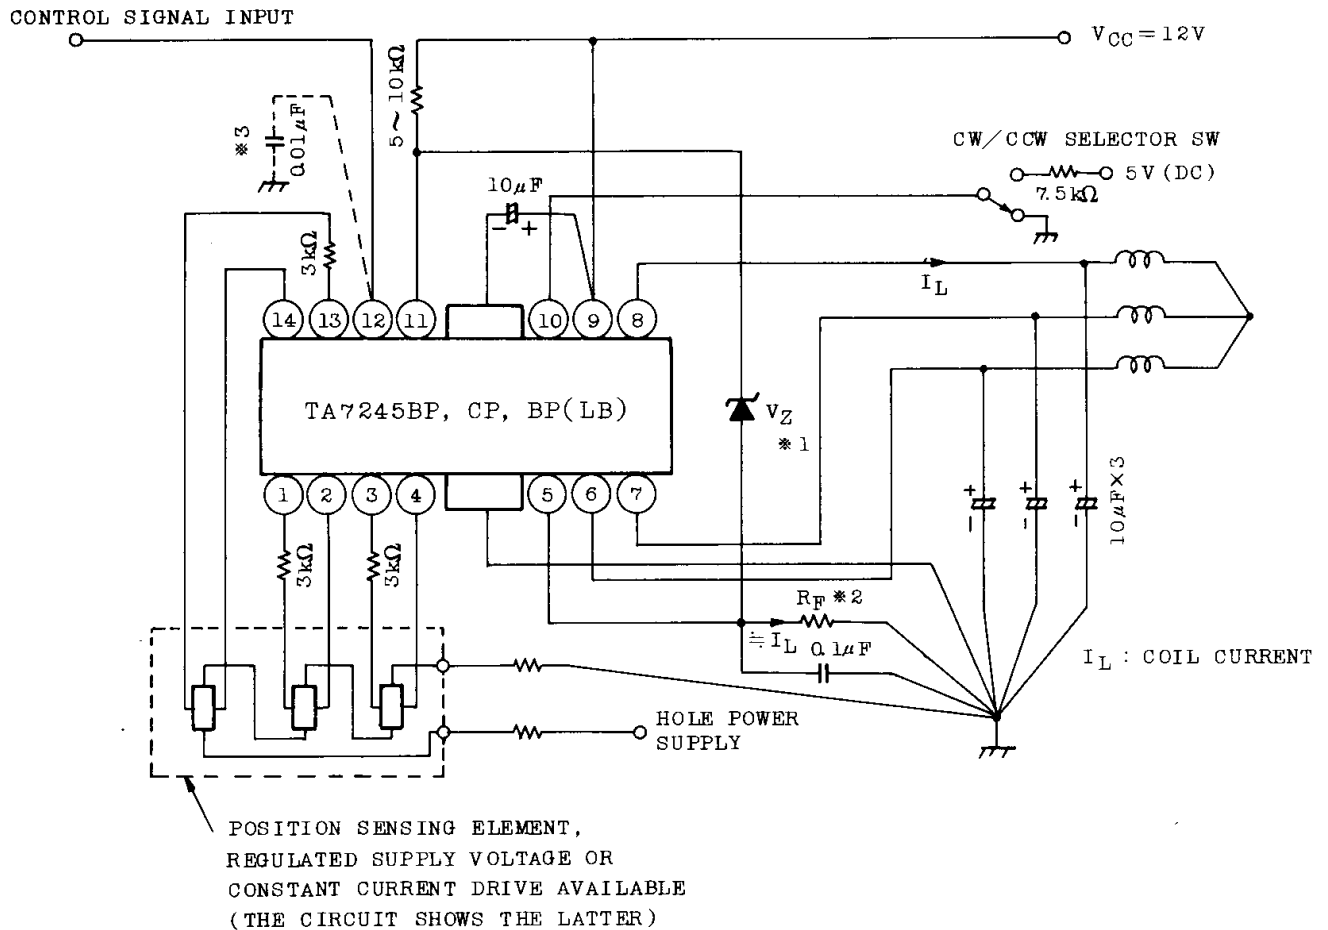 CONTROL SIGNAL INPUT
VCC=12V
5~10kΩ
※3
0.01μF
CW/CCW SELECTOR SW
5V(DC)
7.5kΩ
10μF
- +
3kΩ
IL
14 13 12 11 10 9 8
TA7245BP, CP, BP(LB)
VZ
※1
1 2 3 4 5 6 7
+ + +
- - -
10μF×3
3kΩ
3kΩ
RF ※2
≒IL
0.1μF
IL : COIL CURRENT
HOLE POWER
SUPPLY
POSITION SENSING ELEMENT,
REGULATED SUPPLY VOLTAGE OR
CONSTANT CURRENT DRIVE AVAILABLE
(THE CIRCUIT SHOWS THE LATTER)